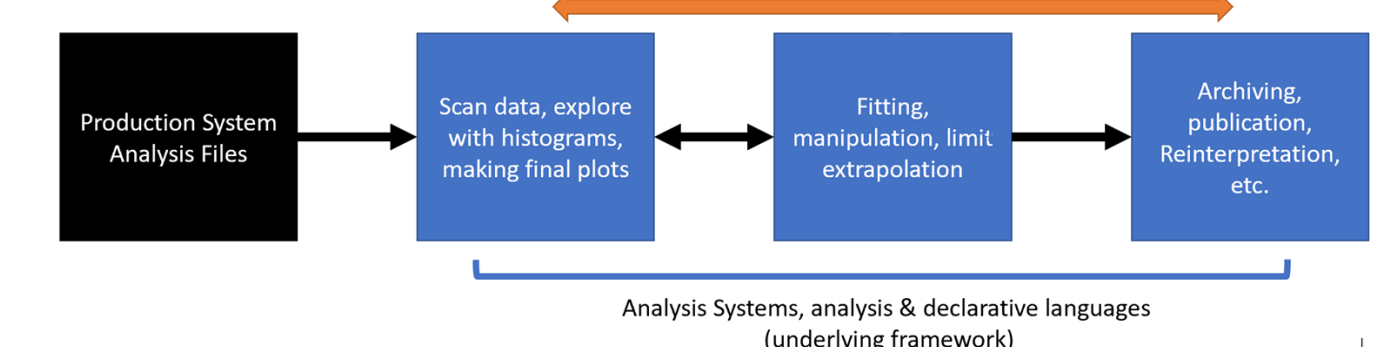 Production System
Analysis Files
Scan data, explore
with histograms,
making final plots
Fitting,
manipulation, limit
extrapolation
Archiving,
publication,
Reinterpretation,
etc.
Analysis Systems, analysis & declarative languages
(underlying framework)